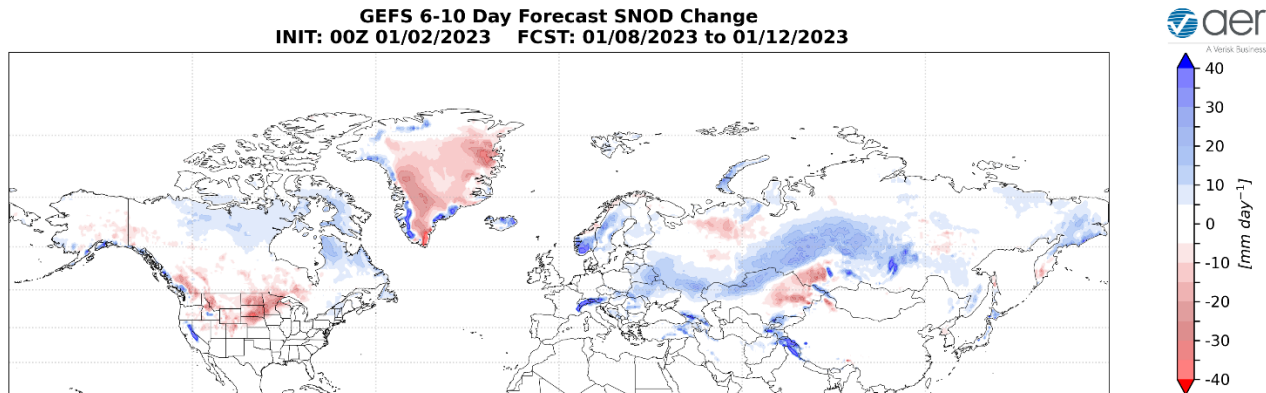 GEFS 6-10 Day Forecast SNOD Change
INIT: 00Z 01/02/2023    FCST: 01/08/2023 to 01/12/2023
aer
A Verisk Business
40
30
20
10
0
-10
-20
-30
-40
[mm day⁻¹]